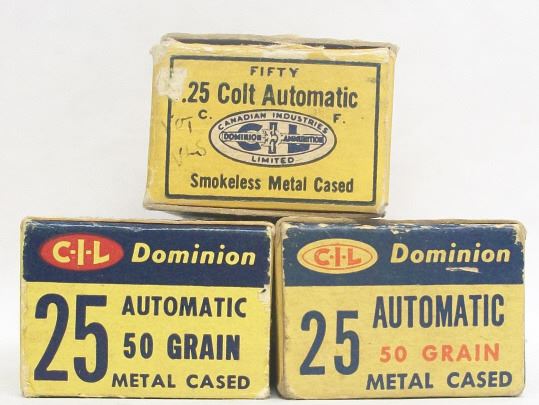 FIFTY
.25 Colt Automatic
C. F.
CANADIAN INDUSTRIES
DOMINION AMMUNITION
LIMITED
Smokeless Metal Cased
C-I-L Dominion
25 AUTOMATIC
50 GRAIN
METAL CASED
C-I-L Dominion
25 AUTOMATIC
50 GRAIN
METAL CASED